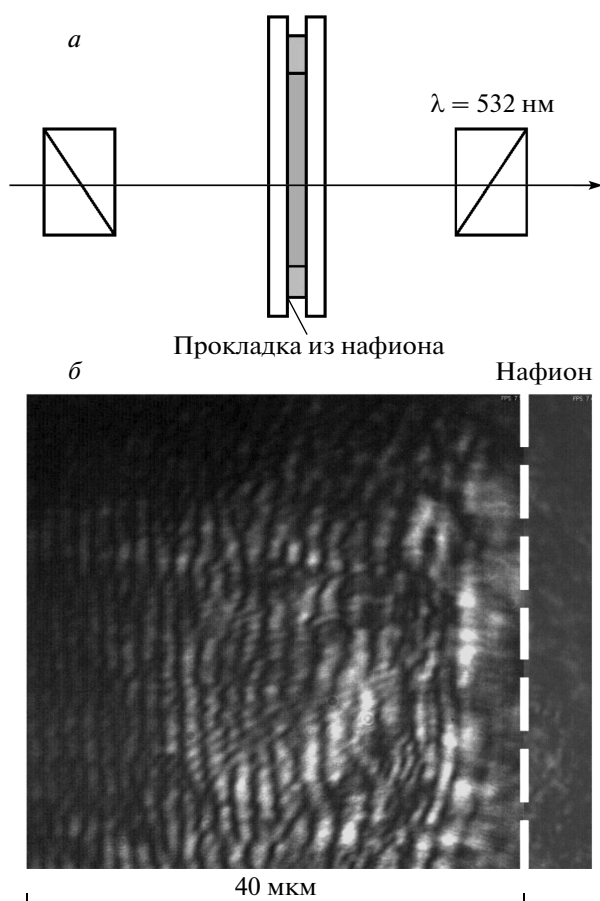 а
λ = 532 нм
Прокладка из нафиона
б
Нафион
40 мкм